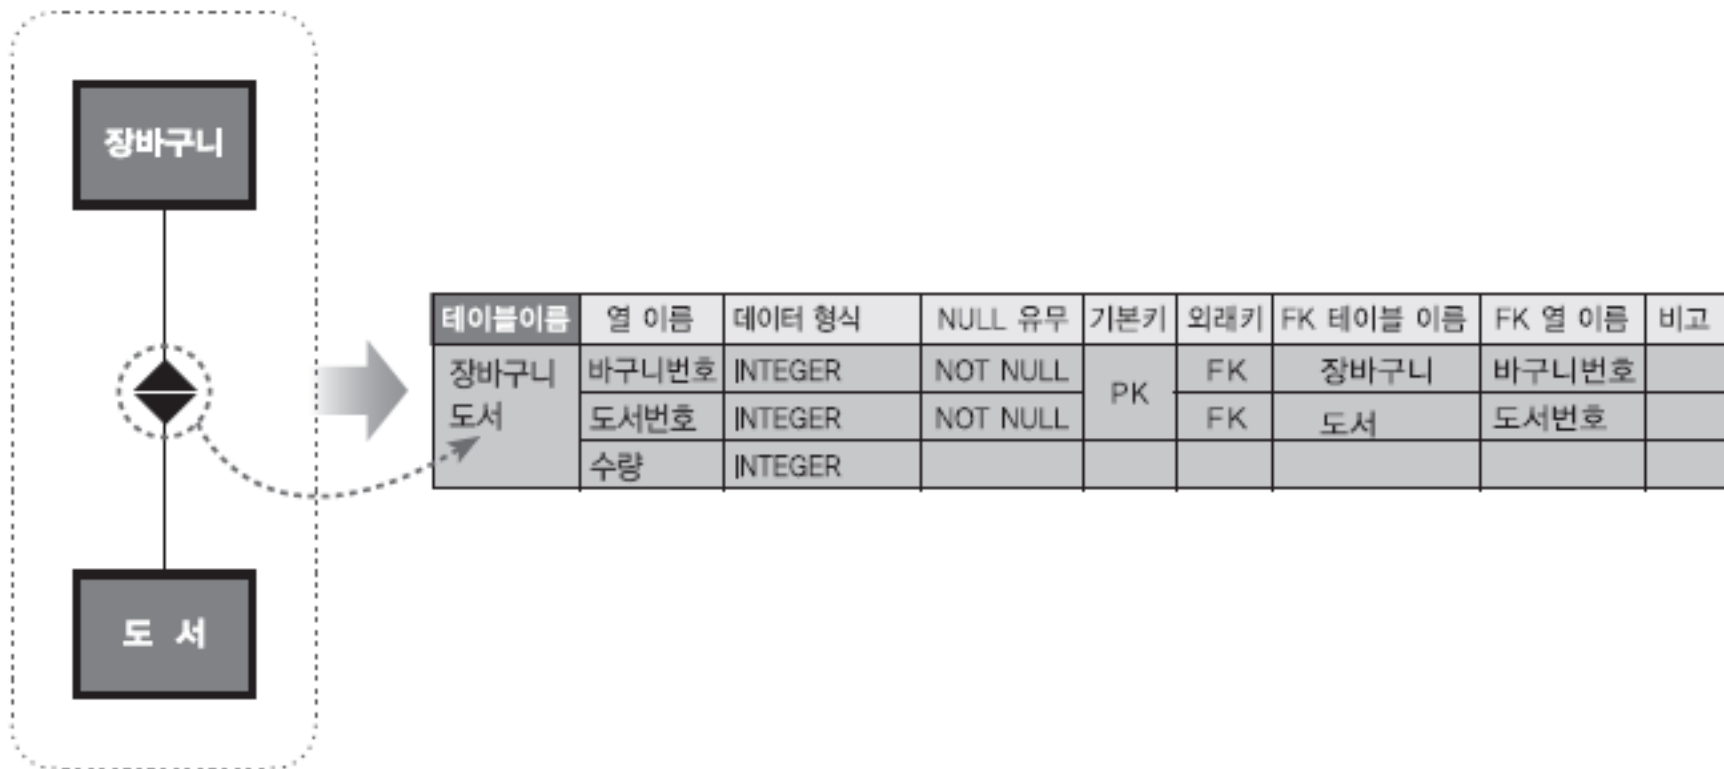 장바구니
도 서
테이블이름 열 이름 데이터 형식 NULL 유무 기본키 외래키 FK 테이블 이름 FK 열 이름 비고
장바구니 도서 바구니번호 INTEGER NOT NULL PK FK 장바구니 바구니번호
도서번호 INTEGER NOT NULL FK 도서 도서번호
수량 INTEGER